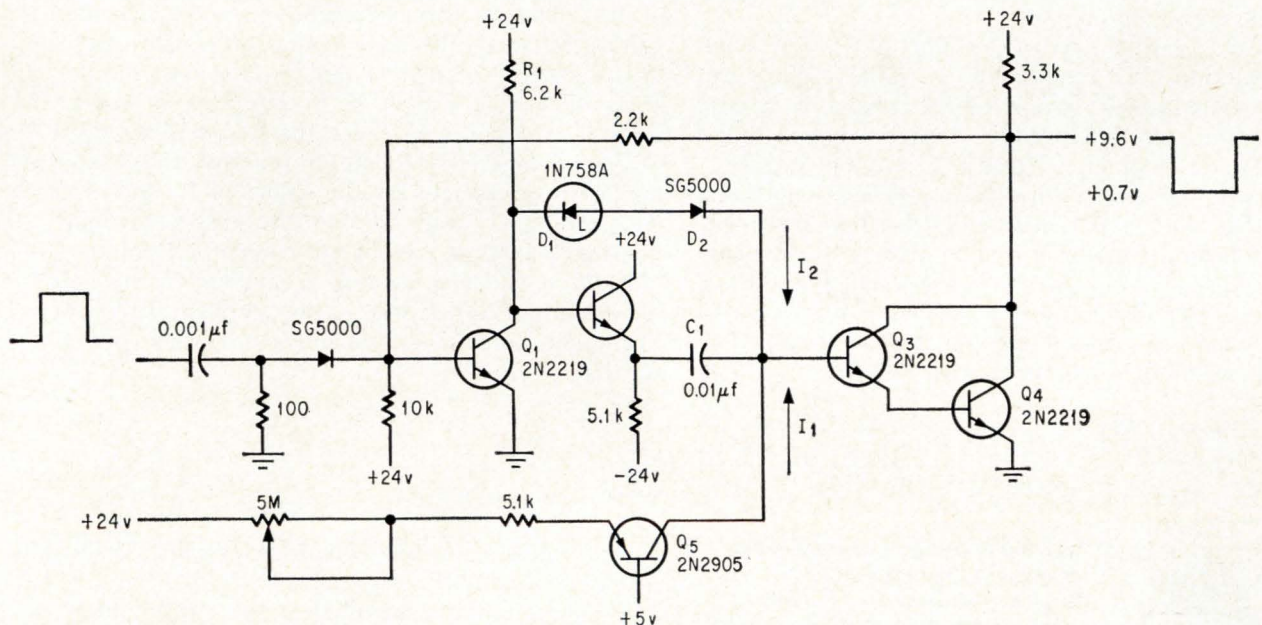 +24v
+24v
R1
6.2k
3.3k
2.2k
+9.6v
+0.7v
1N758A
SG5000
L
D1
D2
+24v
I2
0.001μf
SG5000
Q1
2N2219
C1
0.01μf
Q3
2N2219
100
10k
5.1k
I1
Q4
2N2219
+24v
-24v
+24v
5M
5.1k
Q5
2N2905
+5v